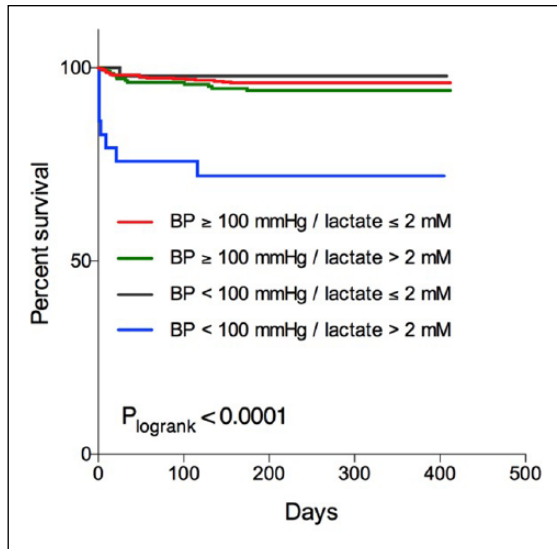 100
50
0
0 100 200 300 400 500
Percent survival
Days
BP ≥ 100 mmHg / lactate ≤ 2 mM
BP ≥ 100 mmHg / lactate > 2 mM
BP < 100 mmHg / lactate ≤ 2 mM
BP < 100 mmHg / lactate > 2 mM
P logrank < 0.0001